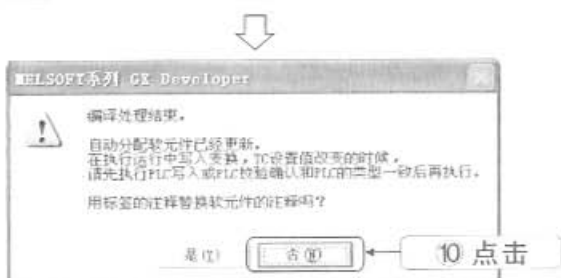 MELSOFT系列 GX Developer
编译处理结束。
自动分配软元件已经更新。
在执行运行中写入变换，TC设置值改变的时候，
请先执行PLC写入或PLC校验确认和PLC的类型一致后再执行。
用标签的注释替换软元件的注释吗?
是(Y)
否(N)
⑩ 点击